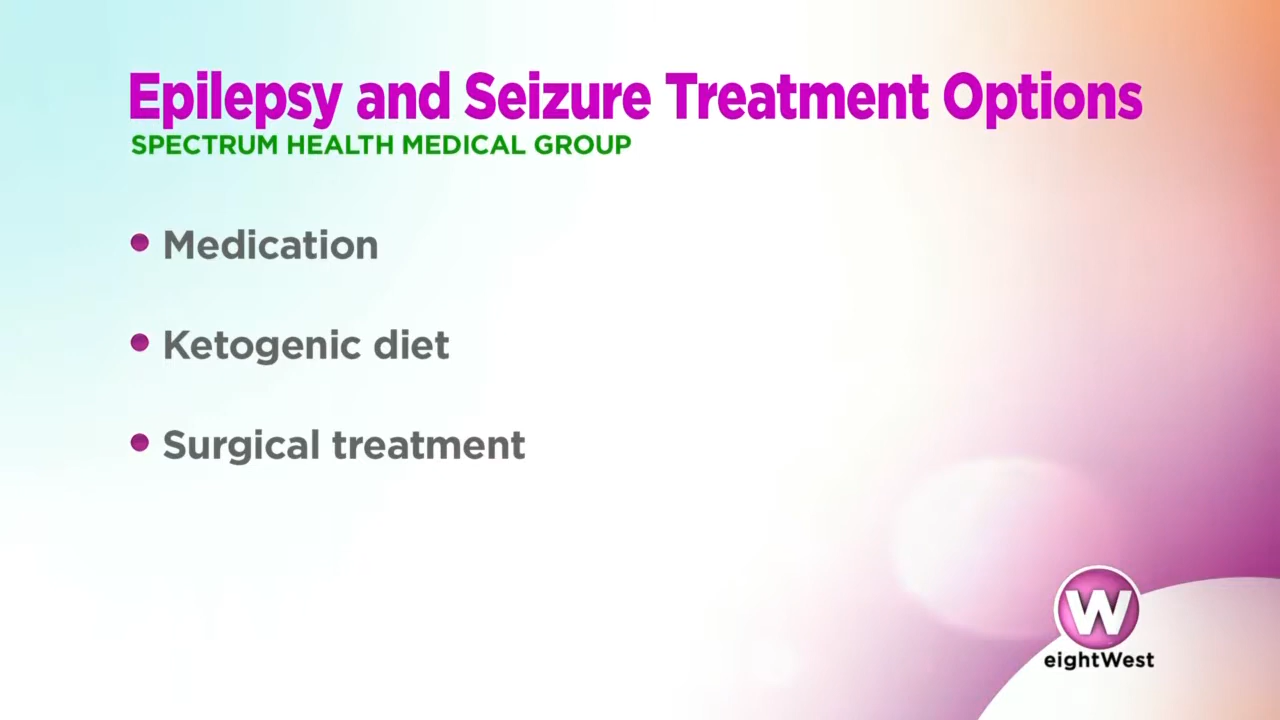 Epilepsy and Seizure Treatment Options
SPECTRUM HEALTH MEDICAL GROUP
• Medication
• Ketogenic diet
• Surgical treatment
W
eightWest